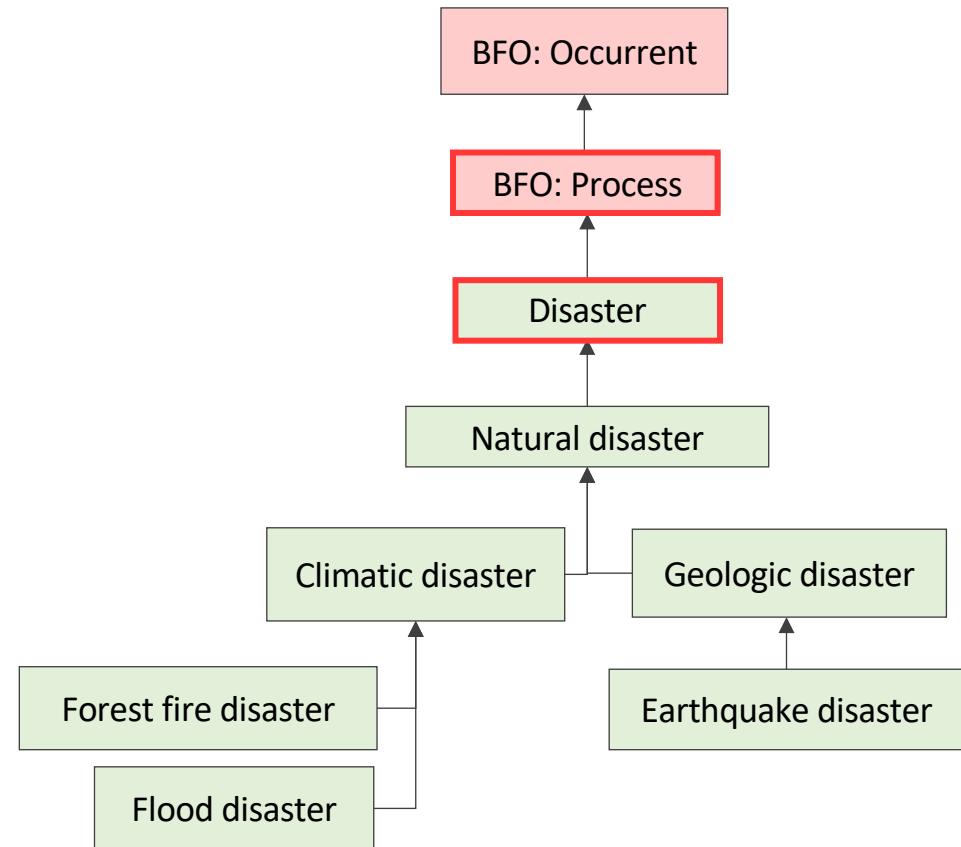 BFO: Occurrent
BFO: Process
Disaster
Natural disaster
Climatic disaster
Geologic disaster
Forest fire disaster
Earthquake disaster
Flood disaster